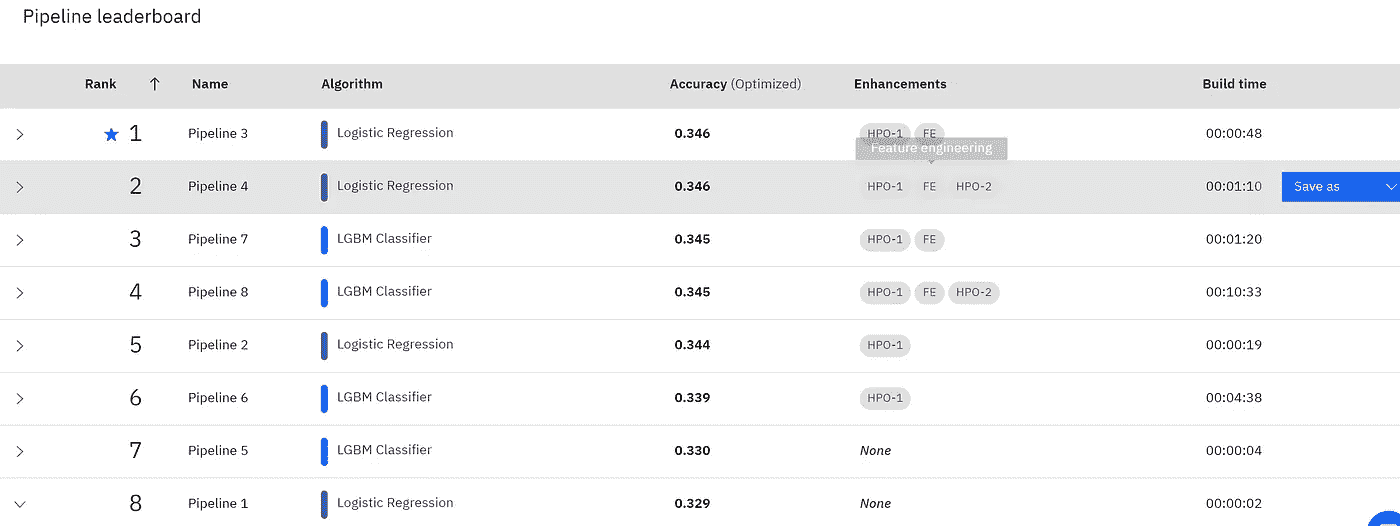 Pipeline leaderboard
Rank ↑ Name Algorithm Accuracy (Optimized) Enhancements Build time
★ 1 Pipeline 3 Logistic Regression 0.346 HPO-1 FE 00:00:48
Feature engineering
2 Pipeline 4 Logistic Regression 0.346 HPO-1 FE HPO-2 00:01:10 Save as
3 Pipeline 7 LGBM Classifier 0.345 HPO-1 FE 00:01:20
4 Pipeline 8 LGBM Classifier 0.345 HPO-1 FE HPO-2 00:10:33
5 Pipeline 2 Logistic Regression 0.344 HPO-1 00:00:19
6 Pipeline 6 LGBM Classifier 0.339 HPO-1 00:04:38
7 Pipeline 5 LGBM Classifier 0.330 None 00:00:04
8 Pipeline 1 Logistic Regression 0.329 None 00:00:02